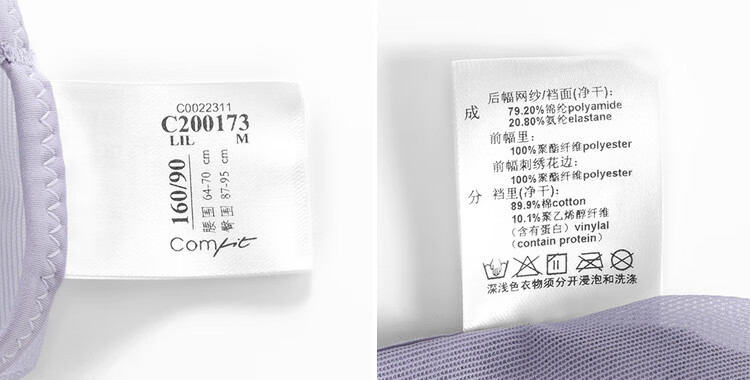 C0022311
C200173
LIL M
160/90
腰围 64-70 cm
臀围 87-95 cm
Comfit
成分
后幅网纱/裆面(净干):
79.20%锦纶polyamide
20.80%氨纶elastane
前幅里:
100%聚酯纤维polyester
前幅刺绣花边:
100%聚酯纤维polyester
裆里(净干):
89.9%棉cotton
10.1%聚乙烯醇纤维
(含有蛋白) vinylal
(contain protein)
深浅色衣物须分开浸泡和洗涤